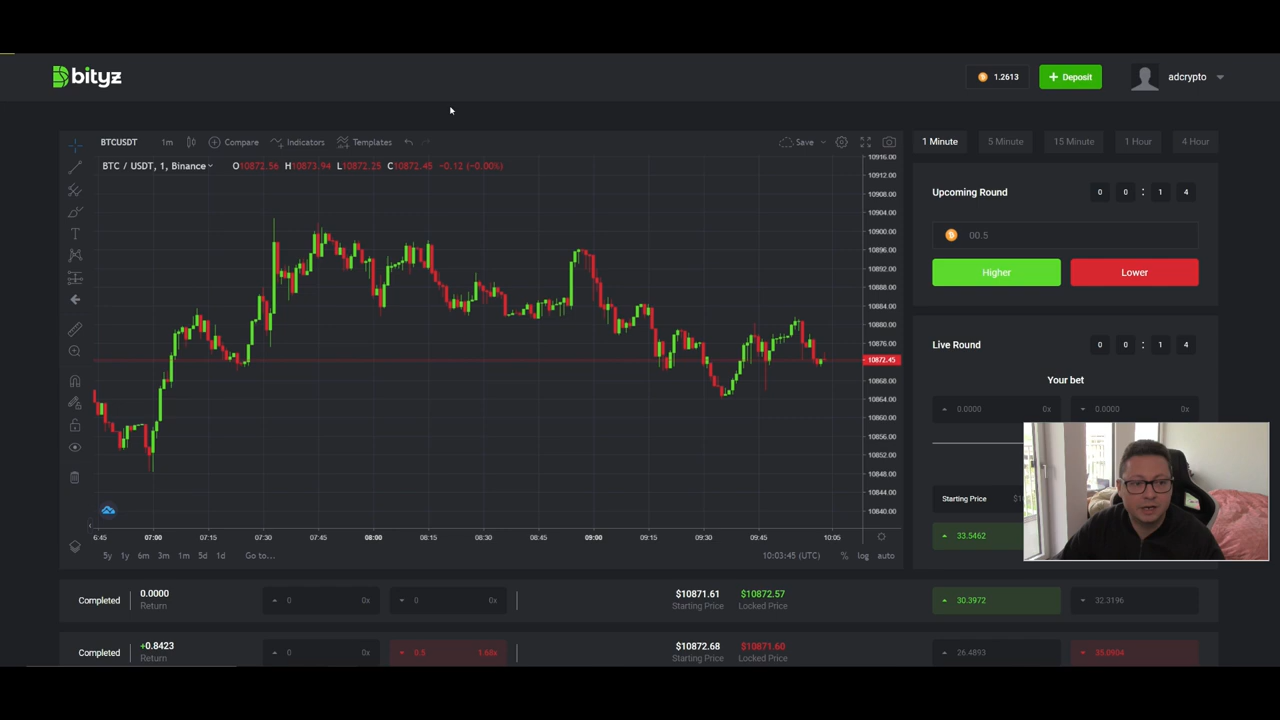 bityz
1.2613
+ Deposit
adcrypto
BTCUSDT
1m
Compare
Indicators
Templates
Save
BTC / USDT, 1, Binance
O10872.56 H10873.94 L10872.25 C10872.45 −0.12 (−0.00%)
10916.00
10912.00
10908.00
10904.00
10900.00
10896.00
10892.00
10888.00
10884.00
10880.00
10876.00
10872.45
10868.00
10864.00
10860.00
10856.00
10852.00
10848.00
10844.00
10840.00
6:45 07:00 07:15 07:30 07:45 08:00 08:15 08:30 08:45 09:00 09:15 09:30 09:45 10:05
5y 1y 6m 3m 1m 5d 1d Go to...
10:03:45 (UTC) % log auto
1 Minute 5 Minute 15 Minute 1 Hour 4 Hour
Upcoming Round 0 0 : 1 4
00.5
Higher Lower
Live Round 0 0 : 1 4
Your bet
0.0000 0x 0.0000 0x
Starting Price
33.5462
Completed
0.0000
Return
0 0x 0 0x
$10871.61
Starting Price
$10872.57
Locked Price
30.3972 32.3196
Completed
+0.8423
Return
0 0x 0.5 1.68x
$10872.68
Starting Price
$10871.60
Locked Price
26.4893 35.0904